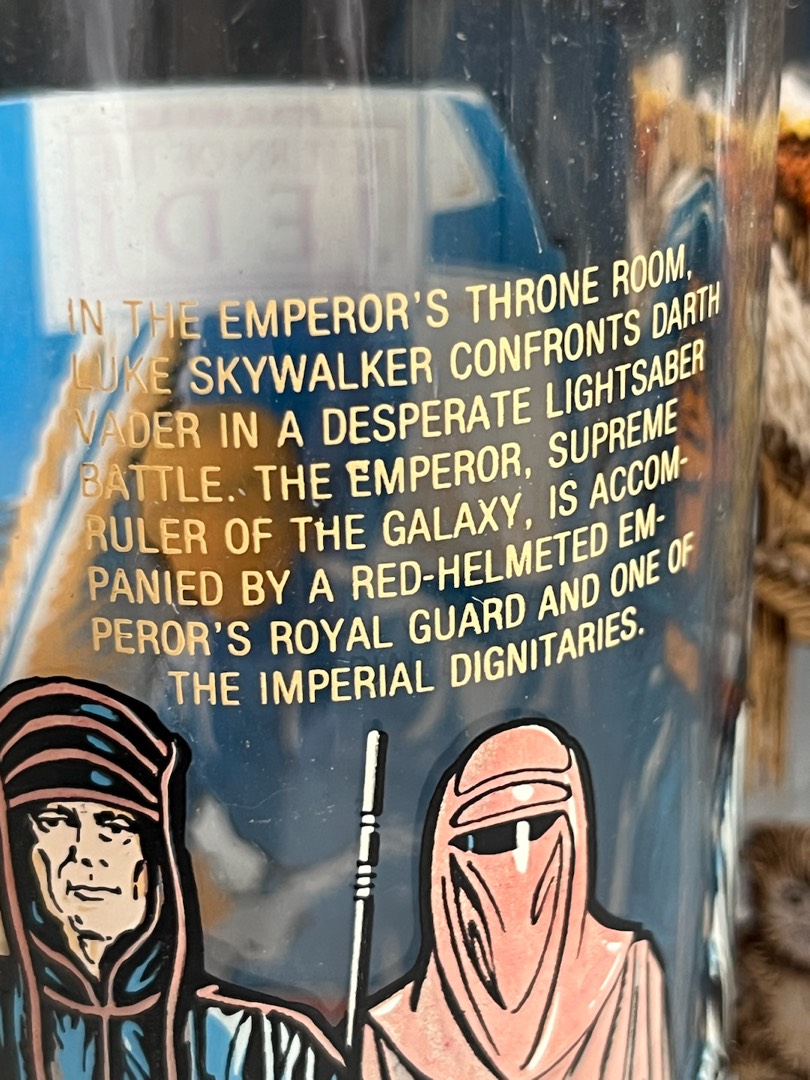 IN THE EMPEROR'S THRONE ROOM,
LUKE SKYWALKER CONFRONTS DARTH
VADER IN A DESPERATE LIGHTSABER
BATTLE. THE EMPEROR, SUPREME
RULER OF THE GALAXY, IS ACCOM-
PANIED BY A RED-HELMETED EM-
PEROR'S ROYAL GUARD AND ONE OF
THE IMPERIAL DIGNITARIES.